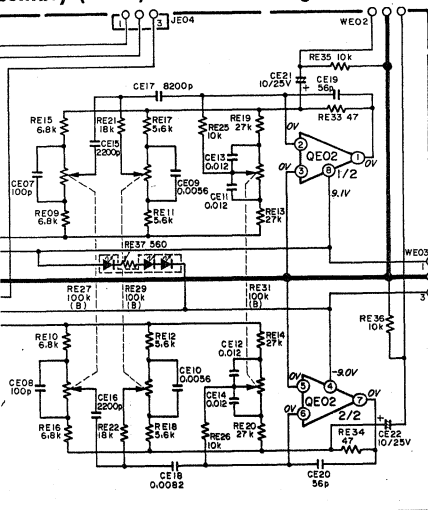 1 3 JE04
WE02
RE35 10k
CE21
10/25V
+
CE19
56p
CE17 8200p
RE33 47
RE15
6.8k
RE21
18k
RE17
5.6k
RE25
10k
RE19
27k
0V
0V
CE15
2200p
CE13
0.012
2
3
QE02
1
8
1/2
0V
CE07
100p
CE09
0.0056
CE11
0.012
9.1V
RE09
6.8k
RE11
5.6k
RE13
27k
RE37 560
WE03
1
RE27
100k
(B)
RE29
100k
(B)
RE31
100k
(B)
3
RE36
10k
RE10
6.8k
RE12
5.6k
RE14
27k
CE12
0.012
-9.0V
CE08
100p
CE10
0.0056
0V
5
4
QE02
7
0V
CE16
2200p
CE14
0.012
6
0V
2/2
RE16
6.8k
RE22
18k
RE18
5.6k
RE26
10k
RE20
27k
RE34
47
+
CE22
10/25V
CE18
0.0082
CE20
56p